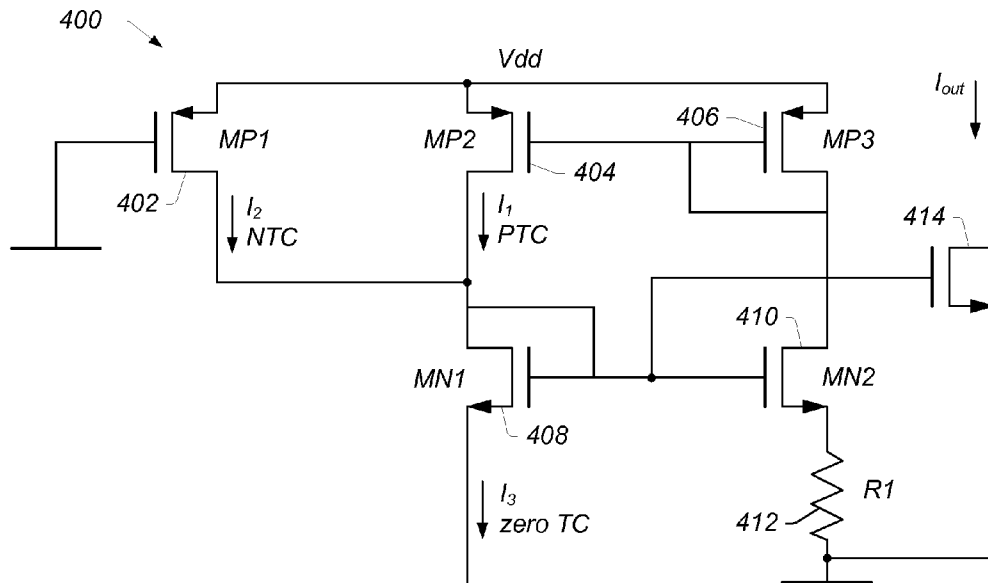 400
Vdd
I_out
406
MP1
MP2
MP3
404
402
I_2
NTC
I_1
PTC
414
410
MN1
MN2
408
I_3
zero TC
R1
412